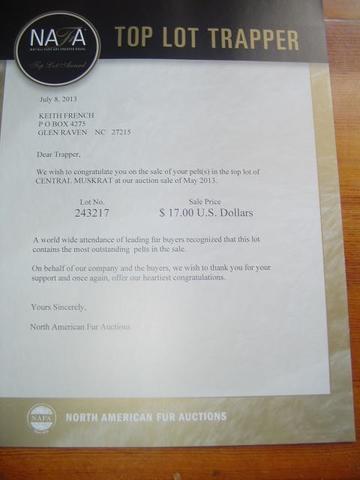 NAFA
TOP LOT TRAPPER
Top Lot Award
July 8, 2013
KEITH FRENCH
P O BOX 4275
GLEN RAVEN NC 27215
Dear Trapper,
We wish to congratulate you on the sale of your pelt(s) in the top lot of
CENTRAL MUSKRAT at our auction sale of May 2013.
Lot No. Sale Price
243217 $ 17.00 U.S. Dollars
A world wide attendance of leading fur buyers recognized that this lot
contains the most outstanding pelts in the sale.
On behalf of our company and the buyers, we wish to thank you for your
support and once again, offer our heartiest congratulations.
Yours Sincerely,
North American Fur Auctions
NAFA
NORTH AMERICAN FUR AUCTIONS